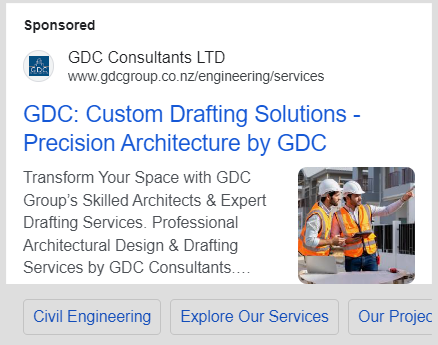 Sponsored
GDC Consultants LTD
GDC
www.gdcgroup.co.nz/engineering/services
GDC: Custom Drafting Solutions -
Precision Architecture by GDC
Transform Your Space with GDC
Group's Skilled Architects & Expert
Drafting Services. Professional
Architectural Design & Drafting
Services by GDC Consultants....
Civil Engineering
Explore Our Services
Our Projec